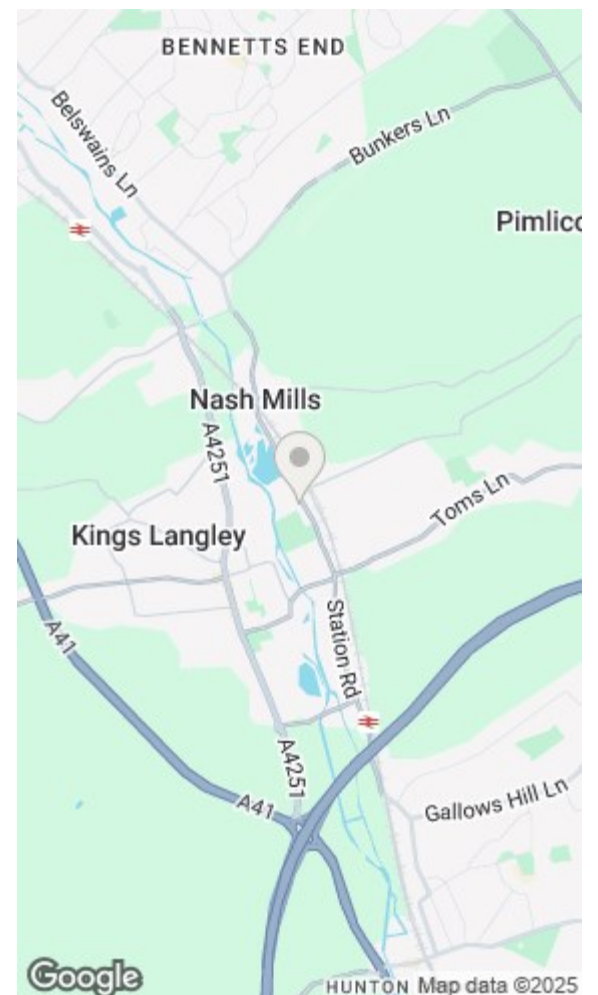 BENNETTS END
Belswains Ln
Bunkers Ln
Pimlico
Nash Mills
A4251
Toms Ln
Kings Langley
A41
Station Rd
A4251
A41
Gallows Hill Ln
Google
HUNTON Map data ©2025